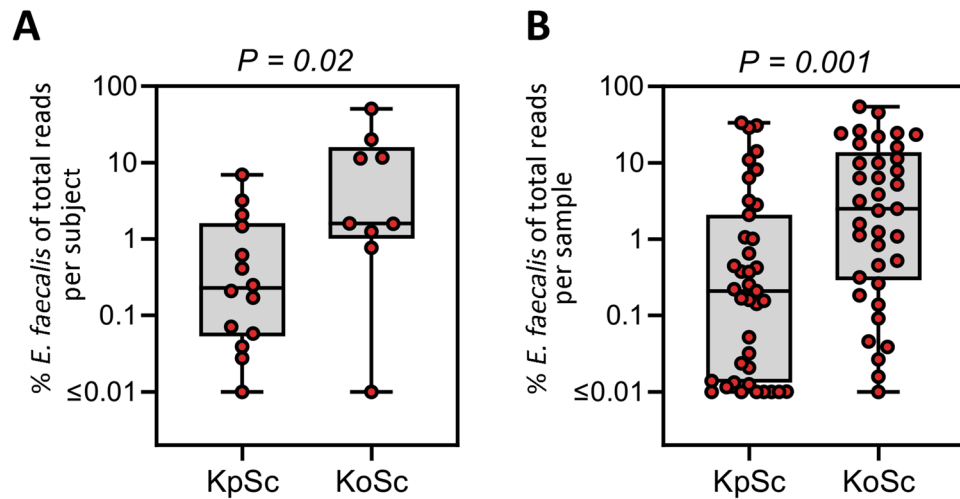 A
P = 0.02
% E. faecalis of total reads
per subject
100
10
1
0.1
≤0.01
KpSc KoSc
B
P = 0.001
% E. faecalis of total reads
per sample
100
10
1
0.1
≤0.01
KpSc KoSc